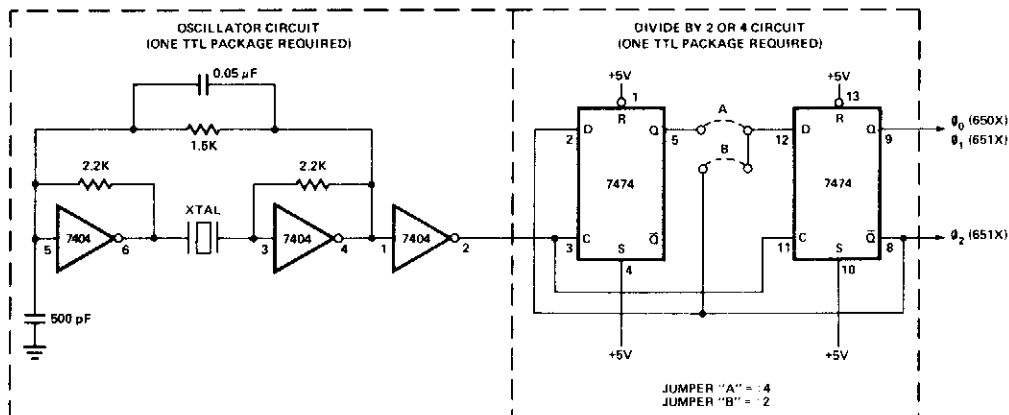 OSCILLATOR CIRCUIT
(ONE TTL PACKAGE REQUIRED)
0.05 µF
1.5K
2.2K
2.2K
XTAL
5
7404
6
3
7404
4
1
7404
2
500 pF
DIVIDE BY 2 OR 4 CIRCUIT
(ONE TTL PACKAGE REQUIRED)
+5V
1
R
2
D
Q
5
7474
3
C
S
Q̅
4
+5V
A
B
+5V
13
R
12
D
Q
9
7474
11
C
S
Q̅
8
10
+5V
ø0 (650X)
ø1 (651X)
ø2 (651X)
JUMPER "A" = ÷4
JUMPER "B" = ÷2